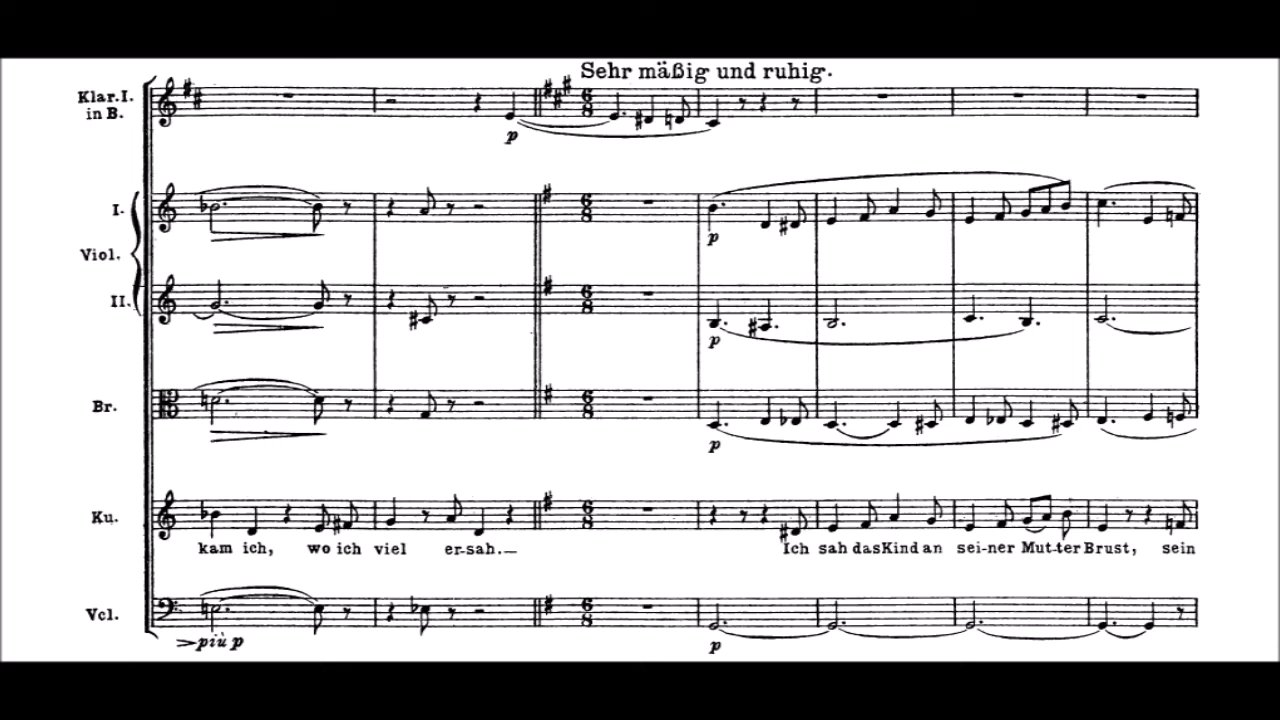 Sehr mäßig und ruhig.
Klar.I.
in B.
p
I.
p
Viol.
II.
p
Br.
p
Ku.
kam ich, wo ich viel er-sah.— Ich sah das Kind an sei-ner Mut-ter Brust, sein
Vcl.
>più p
p